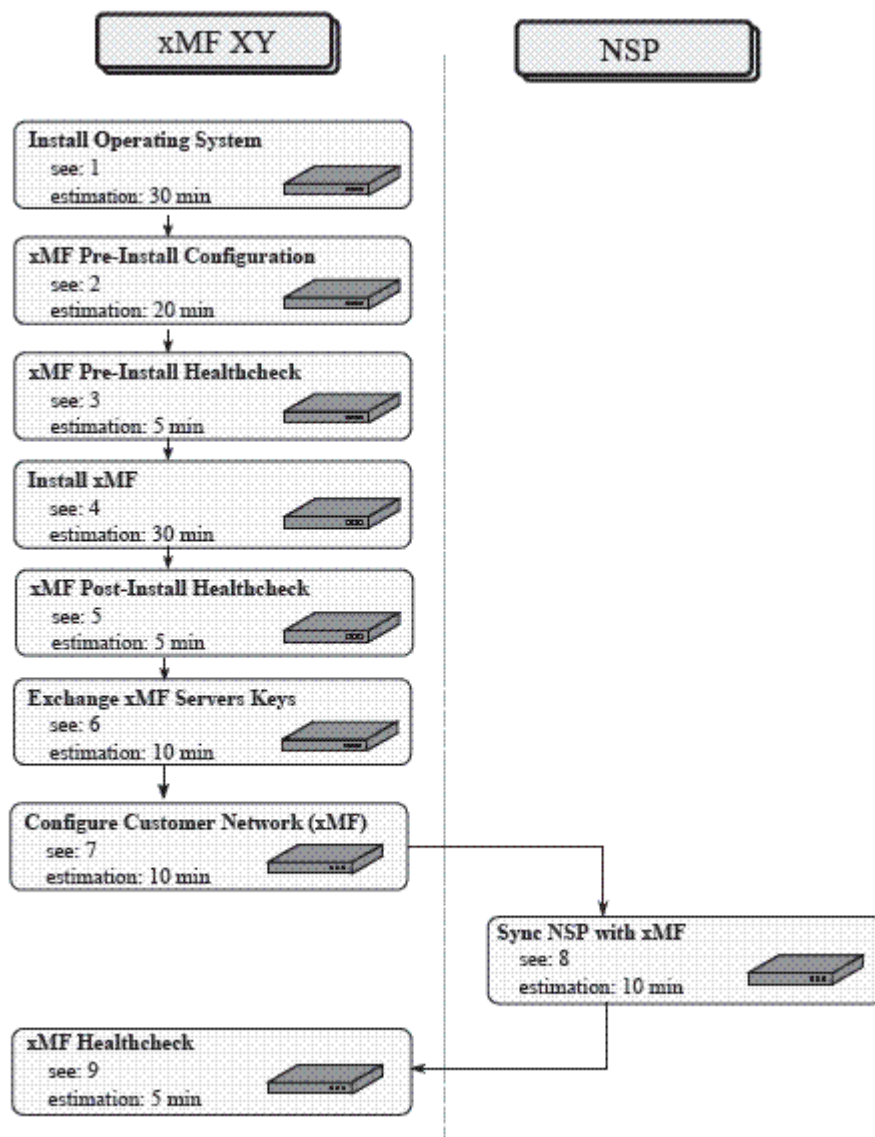 xMF XY
NSP
Install Operating System
see: 1
estimation: 30 min
xMF Pre-Install Configuration
see: 2
estimation: 20 min
xMF Pre-Install Healthcheck
see: 3
estimation: 5 min
Install xMF
see: 4
estimation: 30 min
xMF Post-Install Healthcheck
see: 5
estimation: 5 min
Exchange xMF Servers Keys
see: 6
estimation: 10 min
Configure Customer Network (xMF)
see: 7
estimation: 10 min
Sync NSP with xMF
see: 8
estimation: 10 min
xMF Healthcheck
see: 9
estimation: 5 min